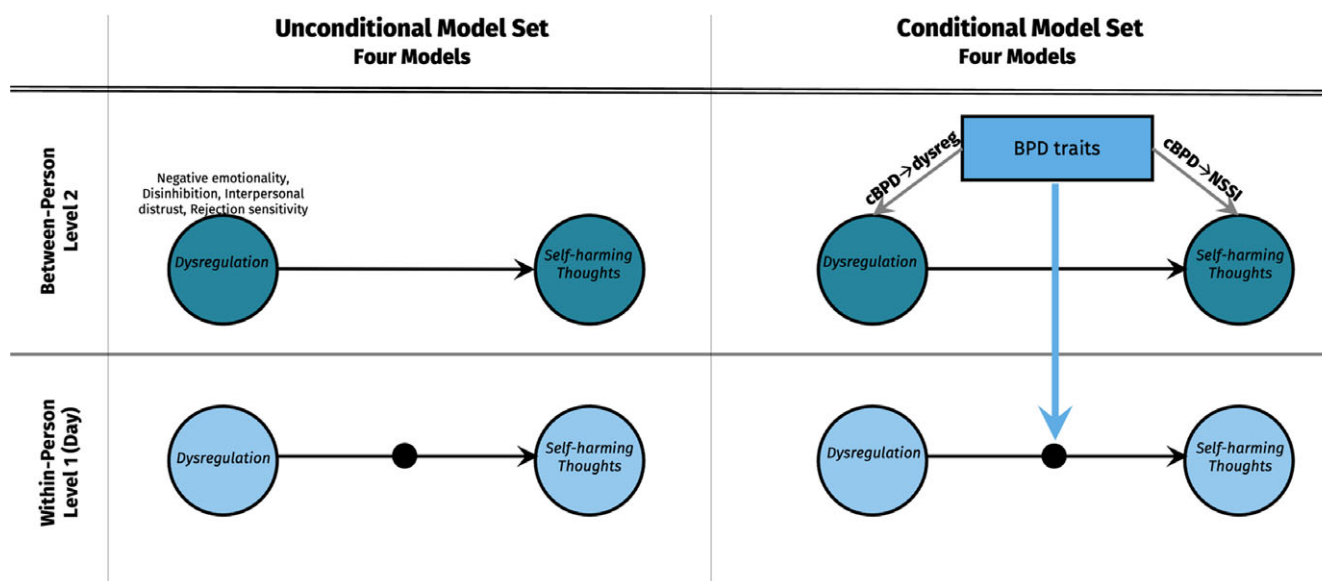 Unconditional Model Set
Four Models
Conditional Model Set
Four Models
Between-Person
Level 2
Negative emotionality,
Disinhibition, Interpersonal
distrust, Rejection sensitivity
Dysregulation
Self-harming
Thoughts
BPD traits
cBPD→dysreg
cBPD→NSSI
Dysregulation
Self-harming
Thoughts
Within-Person
Level 1 (Day)
Dysregulation
Self-harming
Thoughts
Dysregulation
Self-harming
Thoughts